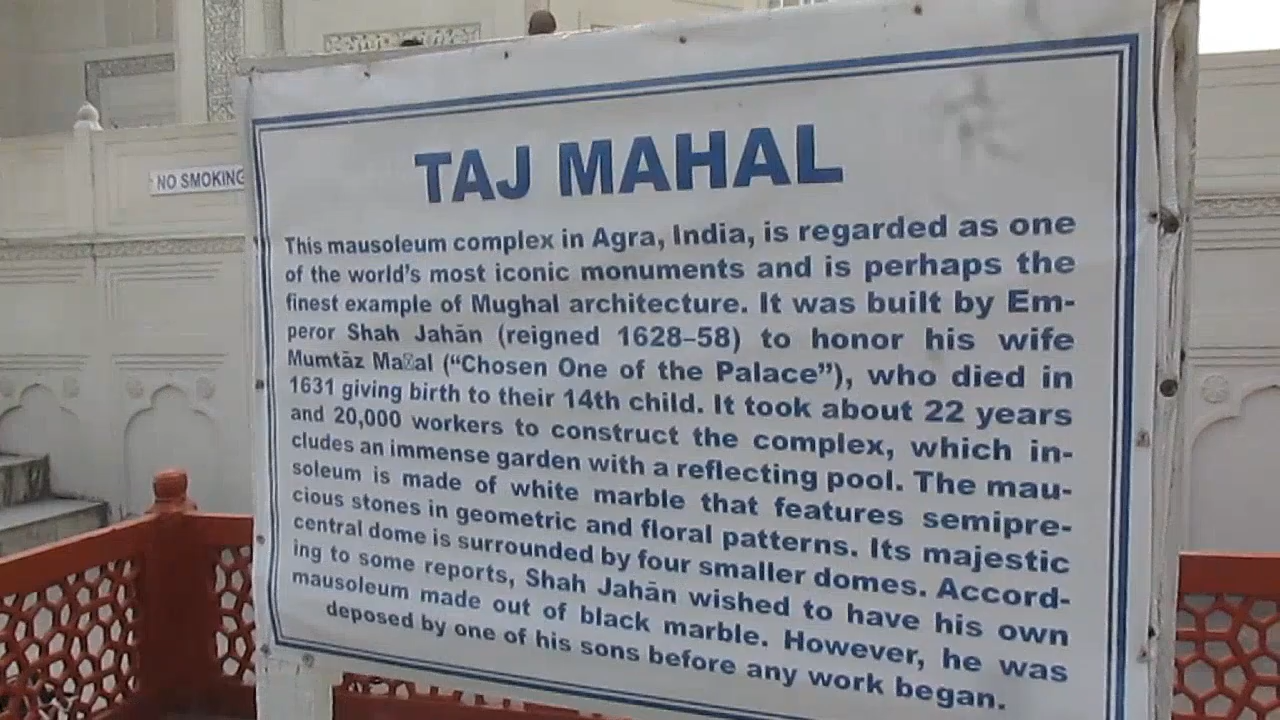 NO SMOKING
TAJ MAHAL
This mausoleum complex in Agra, India, is regarded as one
of the world's most iconic monuments and is perhaps the
finest example of Mughal architecture. It was built by Em-
peror Shah Jahān (reigned 1628–58) to honor his wife
Mumtāz Ma▯al (“Chosen One of the Palace”), who died in
1631 giving birth to their 14th child. It took about 22 years
and 20,000 workers to construct the complex, which in-
cludes an immense garden with a reflecting pool. The mau-
soleum is made of white marble that features semipre-
cious stones in geometric and floral patterns. Its majestic
central dome is surrounded by four smaller domes. Accord-
ing to some reports, Shah Jahān wished to have his own
mausoleum made out of black marble. However, he was
deposed by one of his sons before any work began.